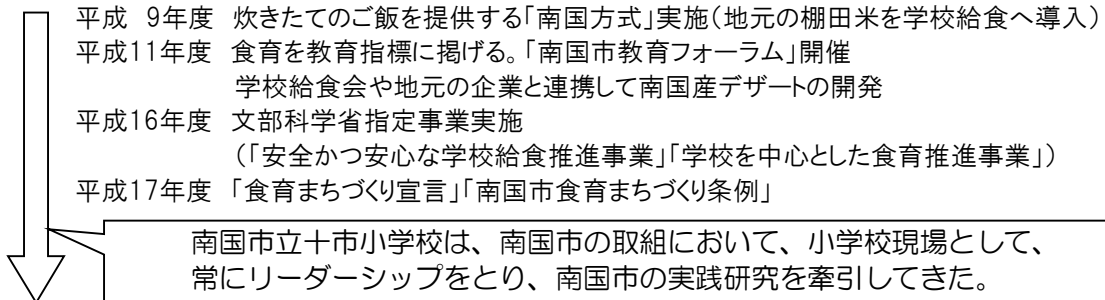 平成 9年度 炊きたてのご飯を提供する「南国方式」実施（地元の棚田米を学校給食へ導入）
平成11年度 食育を教育指標に掲げる。「南国市教育フォーラム」開催
学校給食会や地元の企業と連携して南国産デザートの開発
平成16年度 文部科学省指定事業実施
（「安全かつ安心な学校給食推進事業」「学校を中心とした食育推進事業」）
平成17年度 「食育まちづくり宣言」「南国市食育まちづくり条例」
南国市立十市小学校は、南国市の取組において、小学校現場として、
常にリーダーシップをとり、南国市の実践研究を牽引してきた。